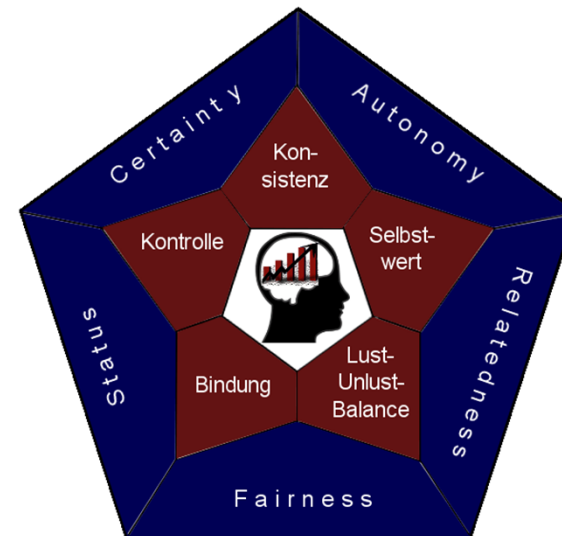 Certainty
Autonomy
Kon-
sistenz
Kontrolle
Selbst-
wert
Status
Relatedness
Bindung
Lust-
Unlust-
Balance
Fairness